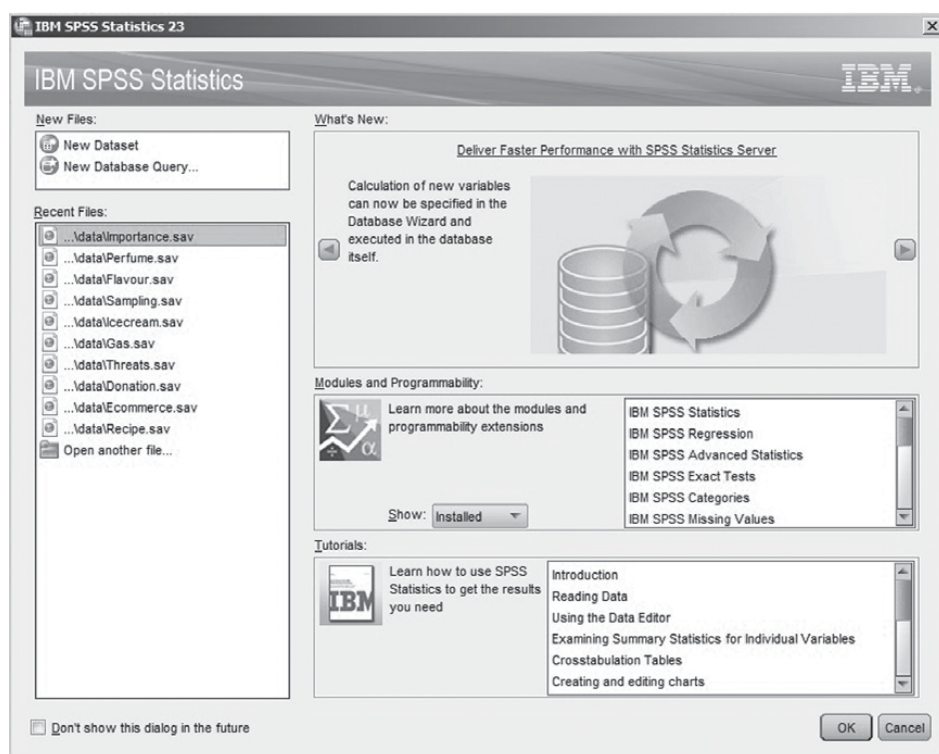 IBM SPSS Statistics 23
IBM SPSS Statistics
IBM
New Files:
New Dataset
New Database Query...
Recent Files:
...\data\Importance.sav
...\data\Perfume.sav
...\data\Flavour.sav
...\data\Sampling.sav
...\data\Icecream.sav
...\data\Gas.sav
...\data\Threats.sav
...\data\Donation.sav
...\data\Ecommerce.sav
...\data\Recipe.sav
Open another file...
What's New:
Deliver Faster Performance with SPSS Statistics Server
Calculation of new variables
can now be specified in the
Database Wizard and
executed in the database
itself.
Modules and Programmability:
Σ μ
÷ α
Learn more about the modules and
programmability extensions
Show: Installed
IBM SPSS Statistics
IBM SPSS Regression
IBM SPSS Advanced Statistics
IBM SPSS Exact Tests
IBM SPSS Categories
IBM SPSS Missing Values
Tutorials:
IBM
Learn how to use SPSS
Statistics to get the results
you need
Introduction
Reading Data
Using the Data Editor
Examining Summary Statistics for Individual Variables
Crosstabulation Tables
Creating and editing charts
Don't show this dialog in the future
OK
Cancel